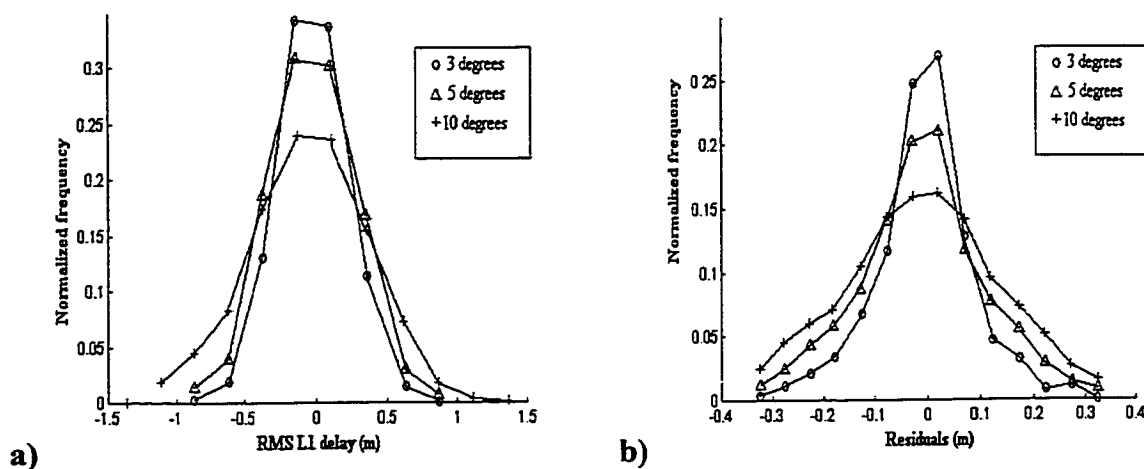 0.3
0.25
0.2
0.15
0.1
0.05
0
Normalized frequency
-1.5 -1 -0.5 0 0.5 1 1.5
RMS L1 delay (m)
o 3 degrees
△ 5 degrees
+10 degrees
a)
0.25
0.2
0.15
0.1
0.05
0
Normalized frequency
-0.4 -0.3 -0.2 -0.1 0 0.1 0.2 0.3 0.4
Residuals (m)
o 3 degrees
△ 5 degrees
+ 10 degrees
b)